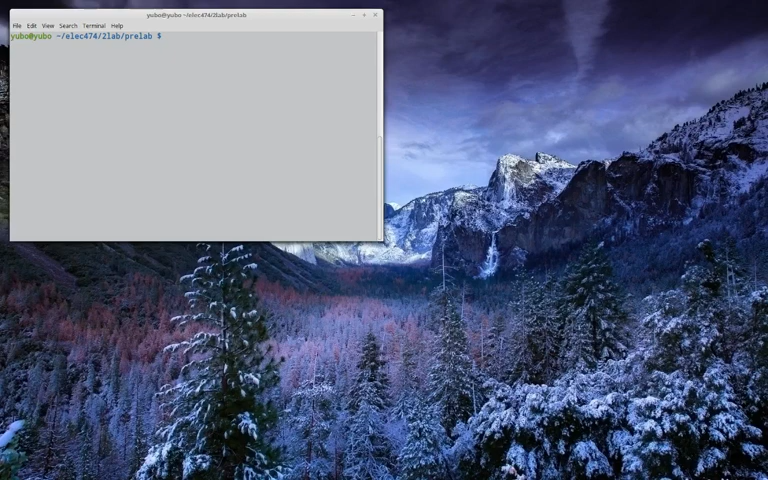 yubo@yubo ~/elec474/2lab/prelab
File Edit View Search Terminal Help
yubo@yubo ~/elec474/2lab/prelab $